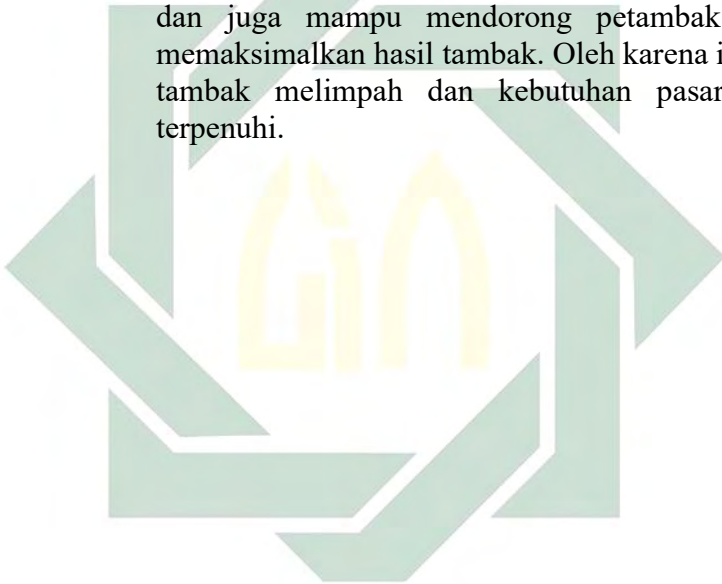 dan juga mampu mendorong petambak
memaksimalkan hasil tambak. Oleh karena i
tambak melimpah dan kebutuhan pasar
terpenuhi.